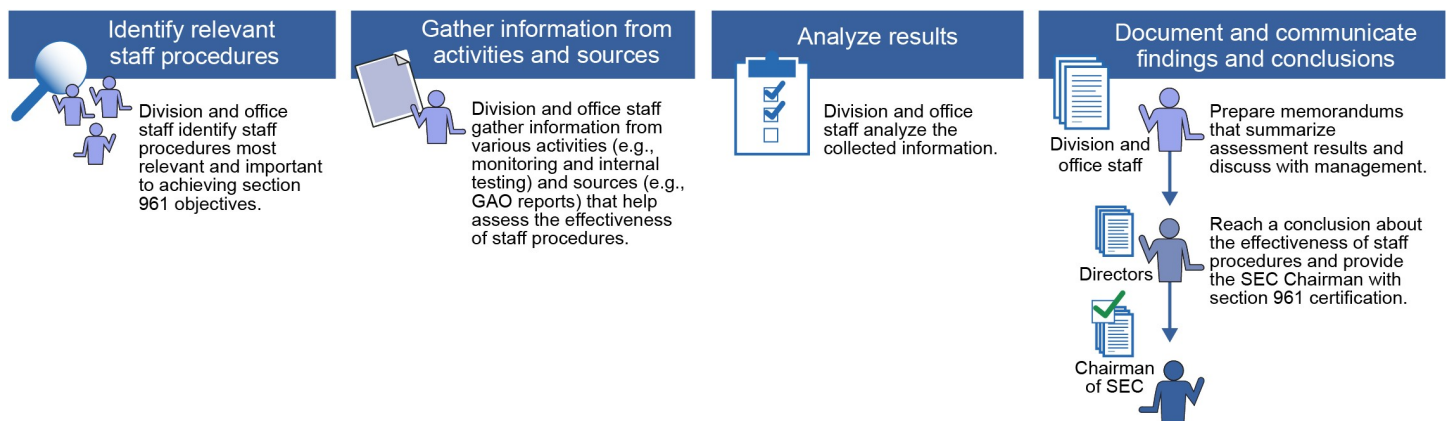 Identify relevant
staff procedures
Division and office
staff identify staff
procedures most
relevant and important
to achieving section
961 objectives.
Gather information from
activities and sources
Division and office staff
gather information from
various activities (e.g.,
monitoring and internal
testing) and sources (e.g.,
GAO reports) that help
assess the effectiveness
of staff procedures.
Analyze results
Division and office
staff analyze the
collected information.
Document and communicate
findings and conclusions
Division and
office staff
Prepare memorandums
that summarize
assessment results and
discuss with management.
Directors
Reach a conclusion about
the effectiveness of staff
procedures and provide
the SEC Chairman with
section 961 certification.
Chairman
of SEC